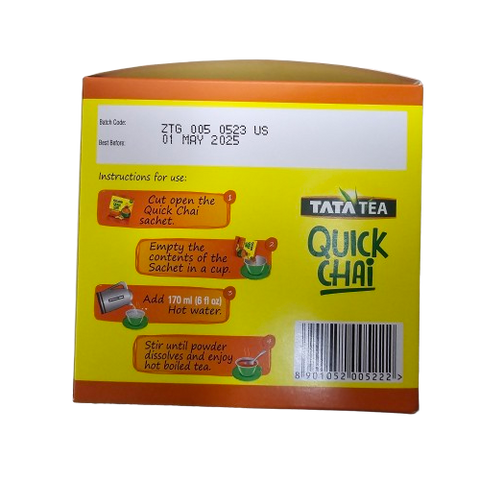 Batch Code:
ZTG 005 0523 US
Best Before:
01 MAY 2025
Instructions for use:
1
Cut open the
Quick Chai
sachet.
2
Empty the
contents of the
Sachet in a cup.
3
Add 170 ml (6 fl oz)
Hot water.
4
Stir until powder
dissolves and enjoy
hot boiled tea.
TATA TEA
QUICK
CHAI
8 901052 005222 >